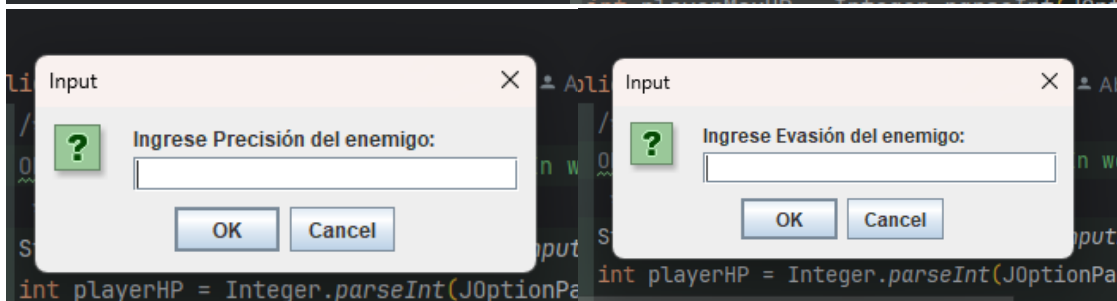 Input
Ingrese Precisión del enemigo:
OK Cancel
int playerHP = Integer.parseInt(JOptionPa
Input
Ingrese Evasión del enemigo:
OK Cancel
int playerHP = Integer.parseInt(JOptionPa